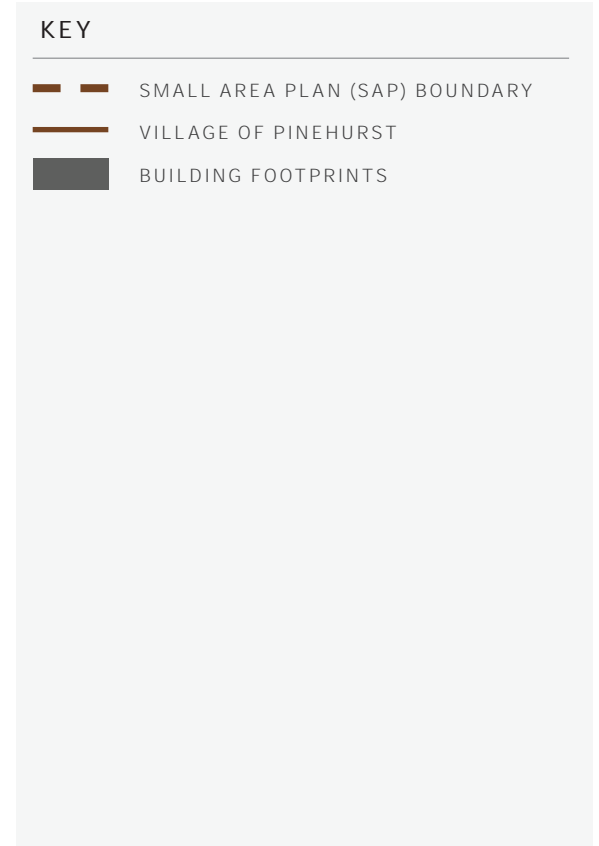 KEY
SMALL AREA PLAN (SAP) BOUNDARY
VILLAGE OF PINEHURST
BUILDING FOOTPRINTS